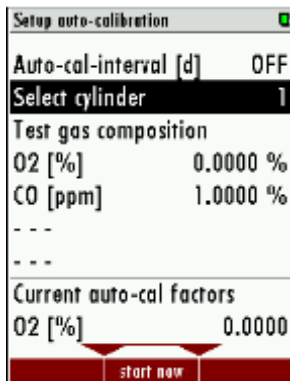 Setup auto-calibration
Auto-cal-interval [d] OFF
Select cylinder 1
Test gas composition
O2 [%] 0.0000 %
CO [ppm] 1.0000 %
- - -
- - -
Current auto-cal factors
O2 [%] 0.0000
start now